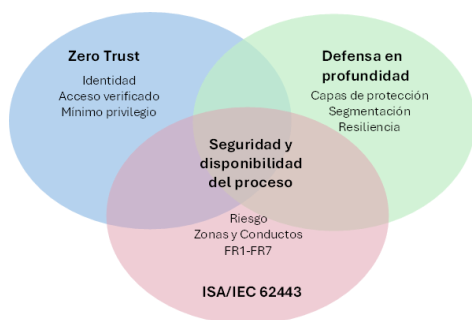 Zero Trust
Identidad
Acceso verificado
Mínimo privilegio
Defensa en
profundidad
Capas de protección
Segmentación
Resiliencia
Seguridad y
disponibilidad
del proceso
Riesgo
Zonas y Conductos
FR1-FR7
ISA/IEC 62443